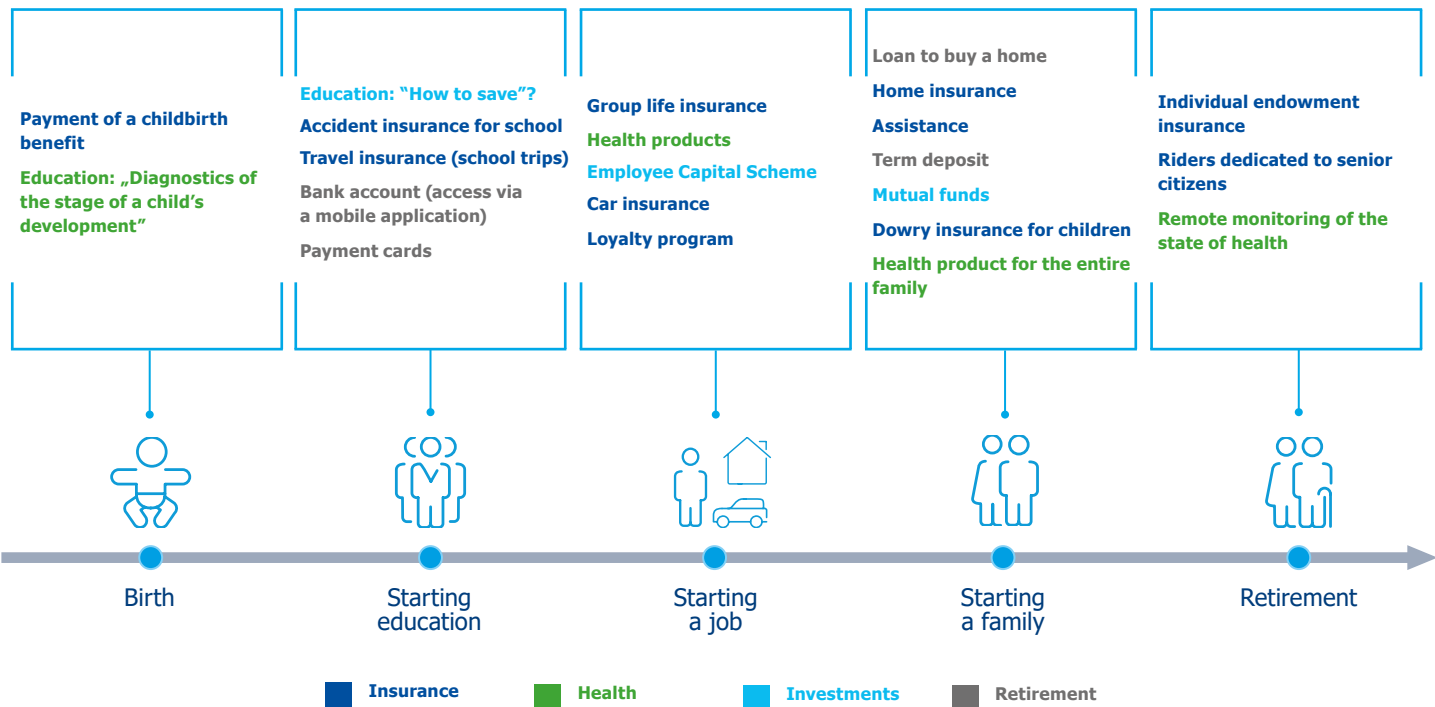 Payment of a childbirth
benefit
Education: „Diagnostics of
the stage of a child’s
development”
Education: “How to save”?
Accident insurance for school
Travel insurance (school trips)
Bank account (access via
a mobile application)
Payment cards
Group life insurance
Health products
Employee Capital Scheme
Car insurance
Loyalty program
Loan to buy a home
Home insurance
Assistance
Term deposit
Mutual funds
Dowry insurance for children
Health product for the entire
family
Individual endowment
insurance
Riders dedicated to senior
citizens
Remote monitoring of the
state of health
Birth
Starting
education
Starting
a job
Starting
a family
Retirement
Insurance
Health
Investments
Retirement